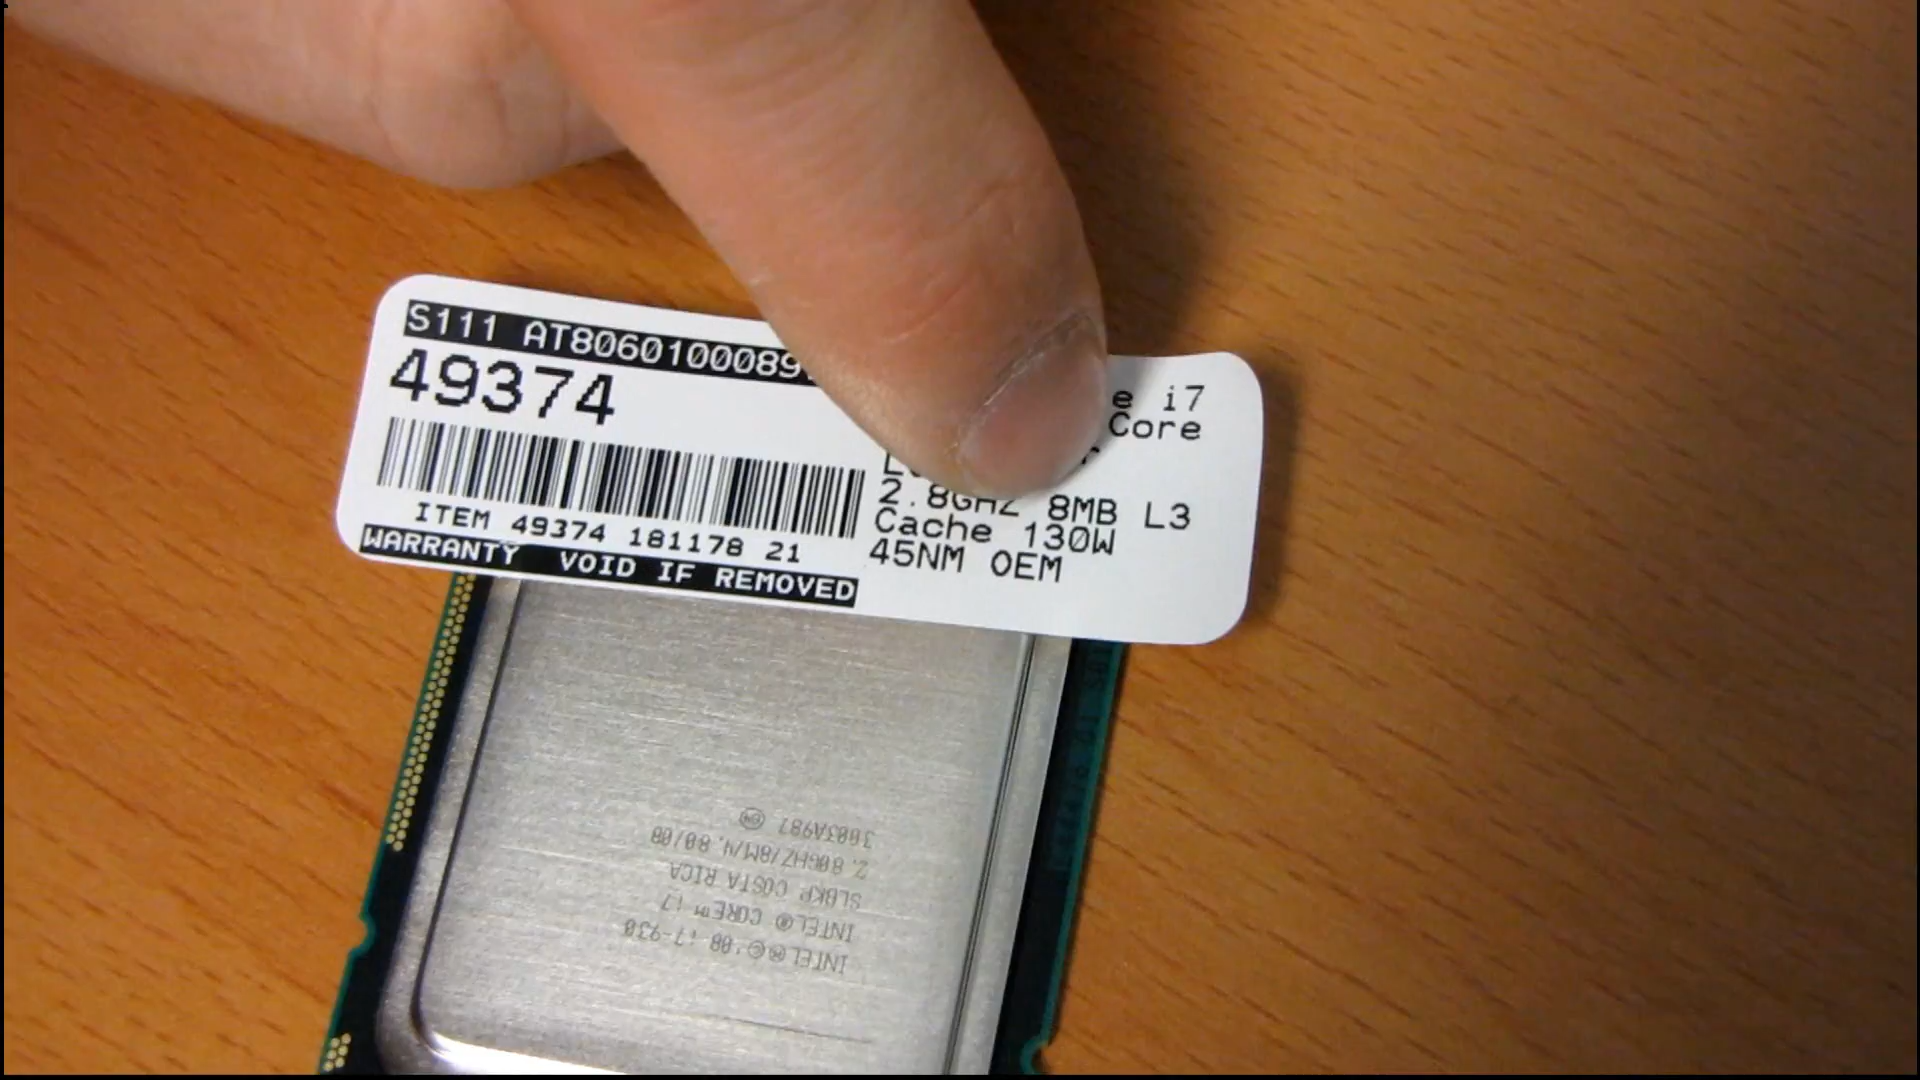 S111 AT80601000897
49374
ITEM 49374 181178 21
WARRANTY VOID IF REMOVED
e i7
Core
2.8GHZ 8MB L3
Cache 130W
45NM OEM
INTEL® ©'08 i7-930
INTEL® CORE™ i7
SLBKP COSTA RICA
2.80GHZ/8M/4.80/08
3003A987